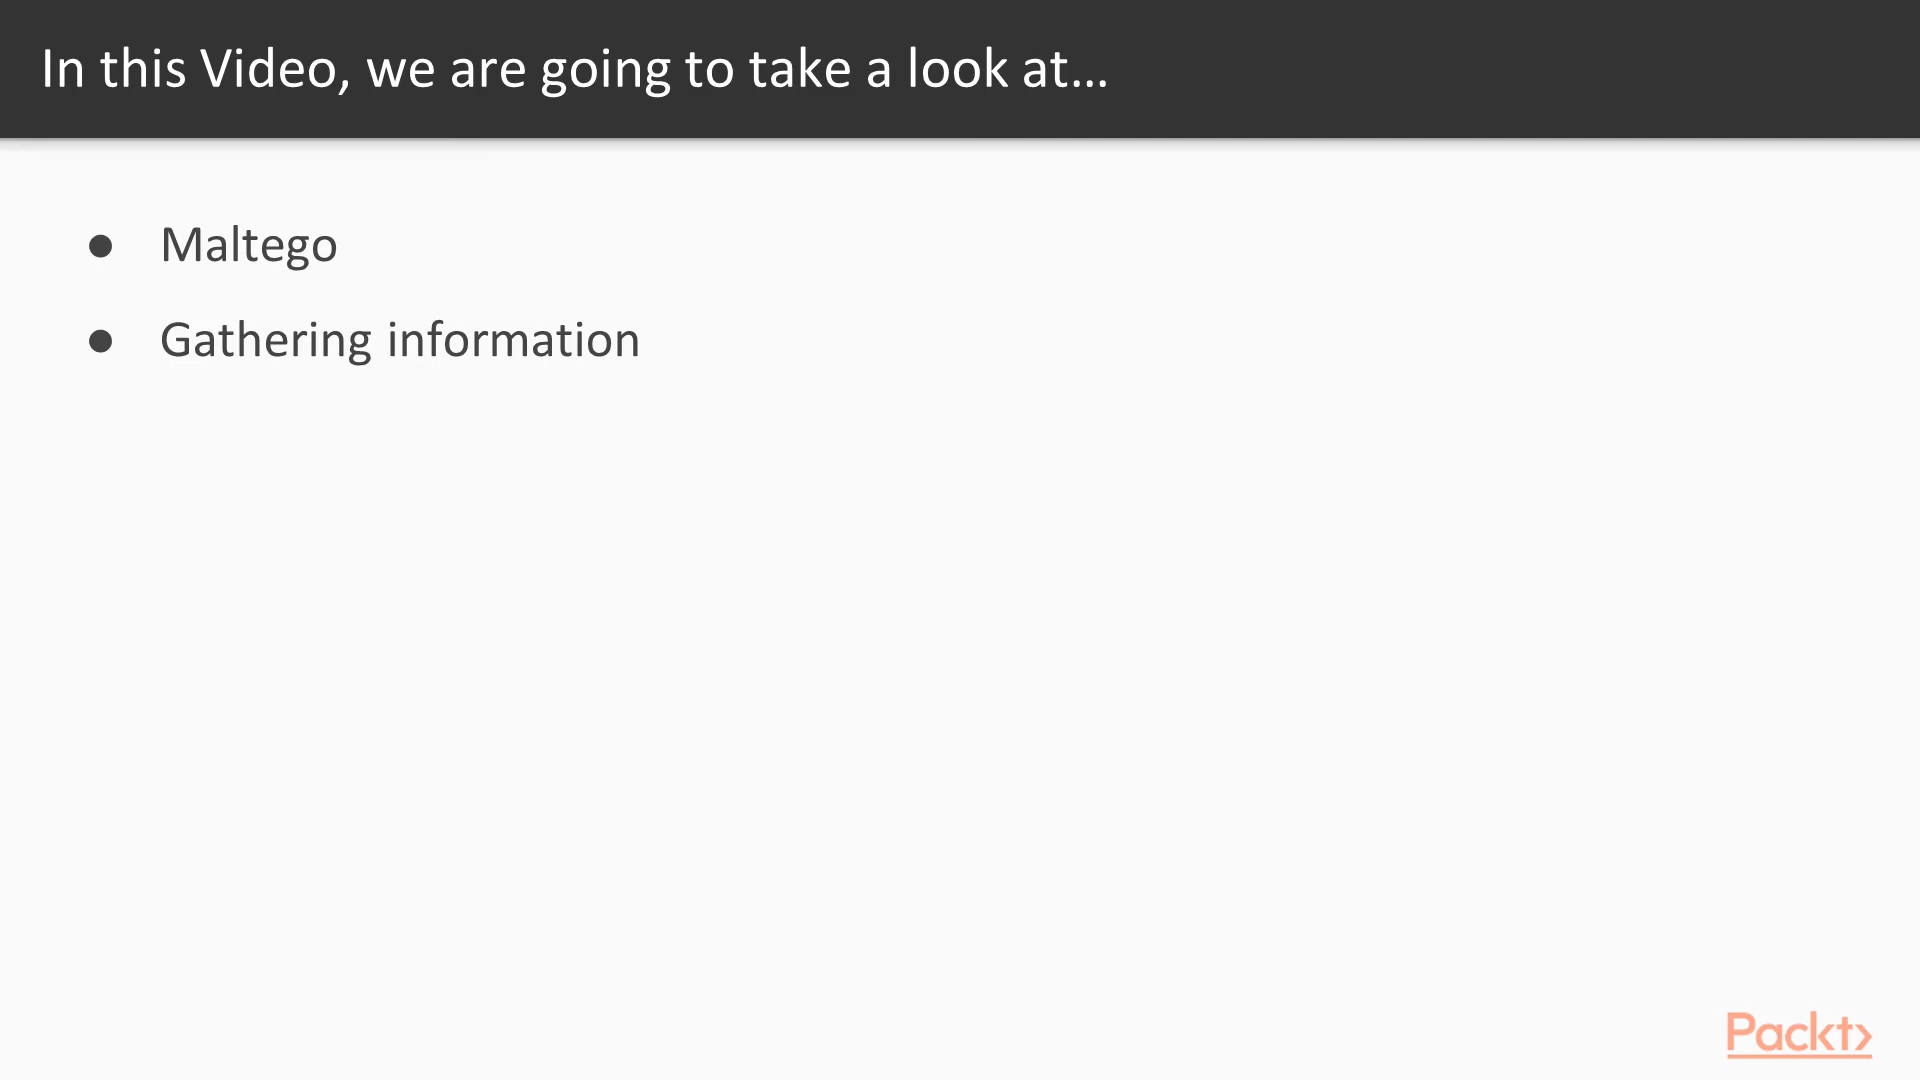 In this Video, we are going to take a look at...
● Maltego
● Gathering information
Packt>